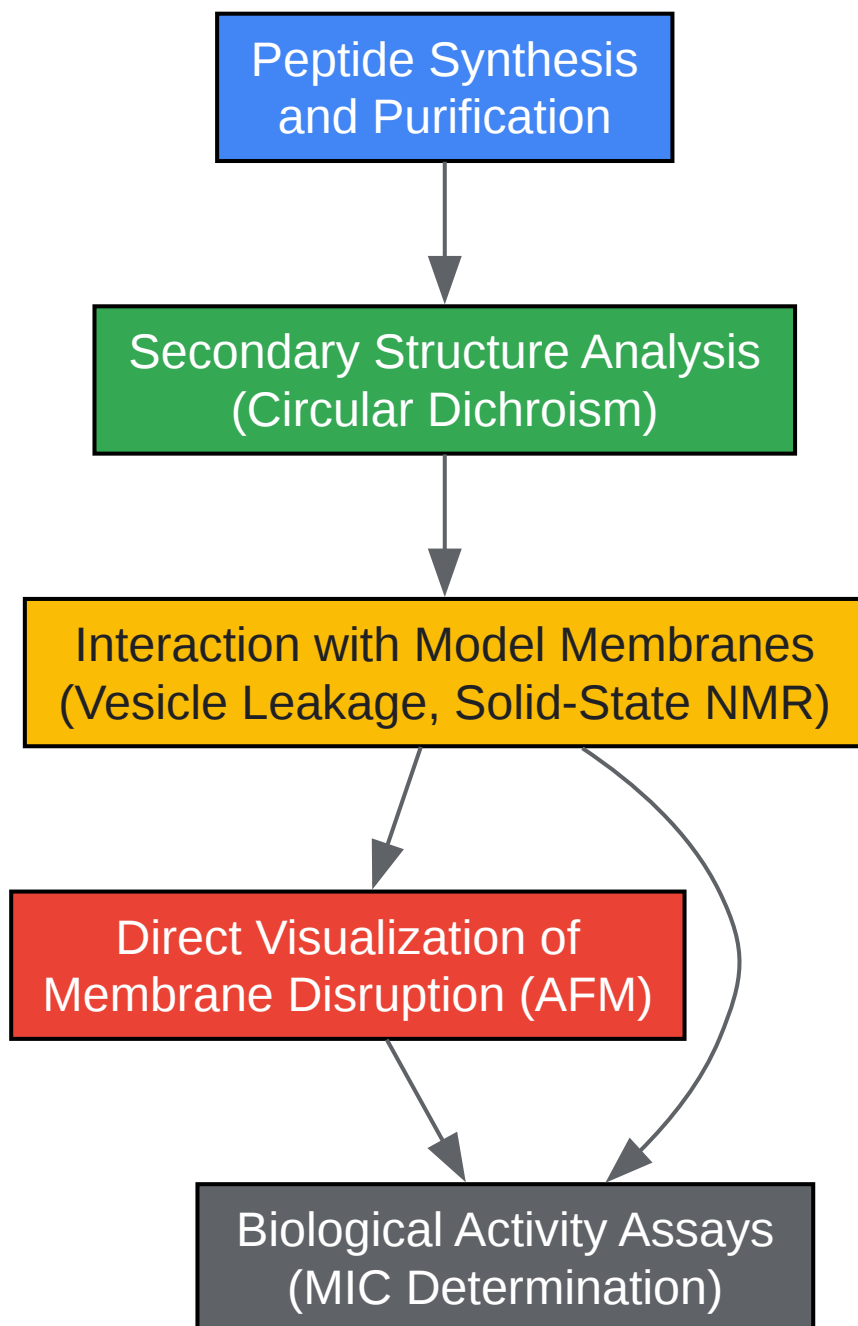 Peptide Synthesis
and Purification
Secondary Structure Analysis
(Circular Dichroism)
Interaction with Model Membranes
(Vesicle Leakage, Solid-State NMR)
Direct Visualization of
Membrane Disruption (AFM)
Biological Activity Assays
(MIC Determination)